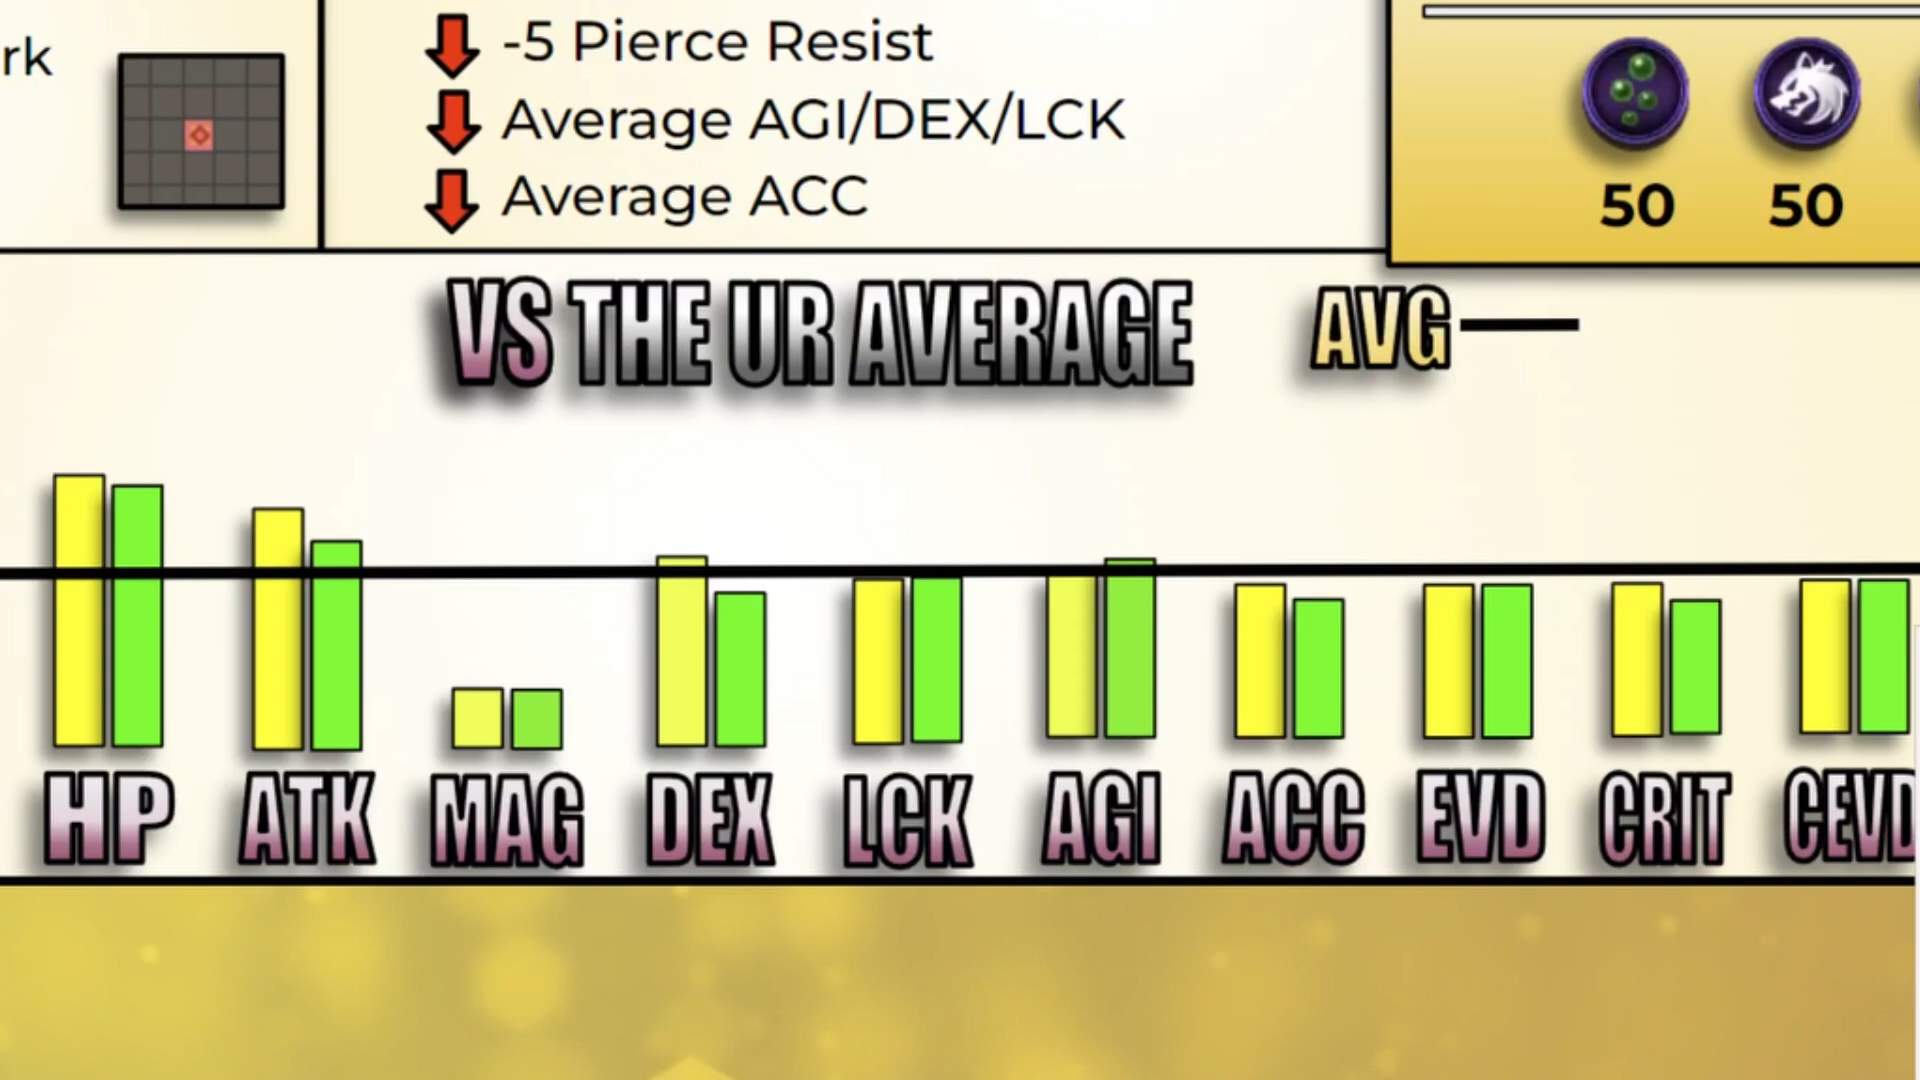 rk
-5 Pierce Resist
Average AGI/DEX/LCK
Average ACC
50 50
VS THE UR AVERAGE
AVG
HP ATK MAG DEX LCK AGI ACC EVD CRIT CEVD